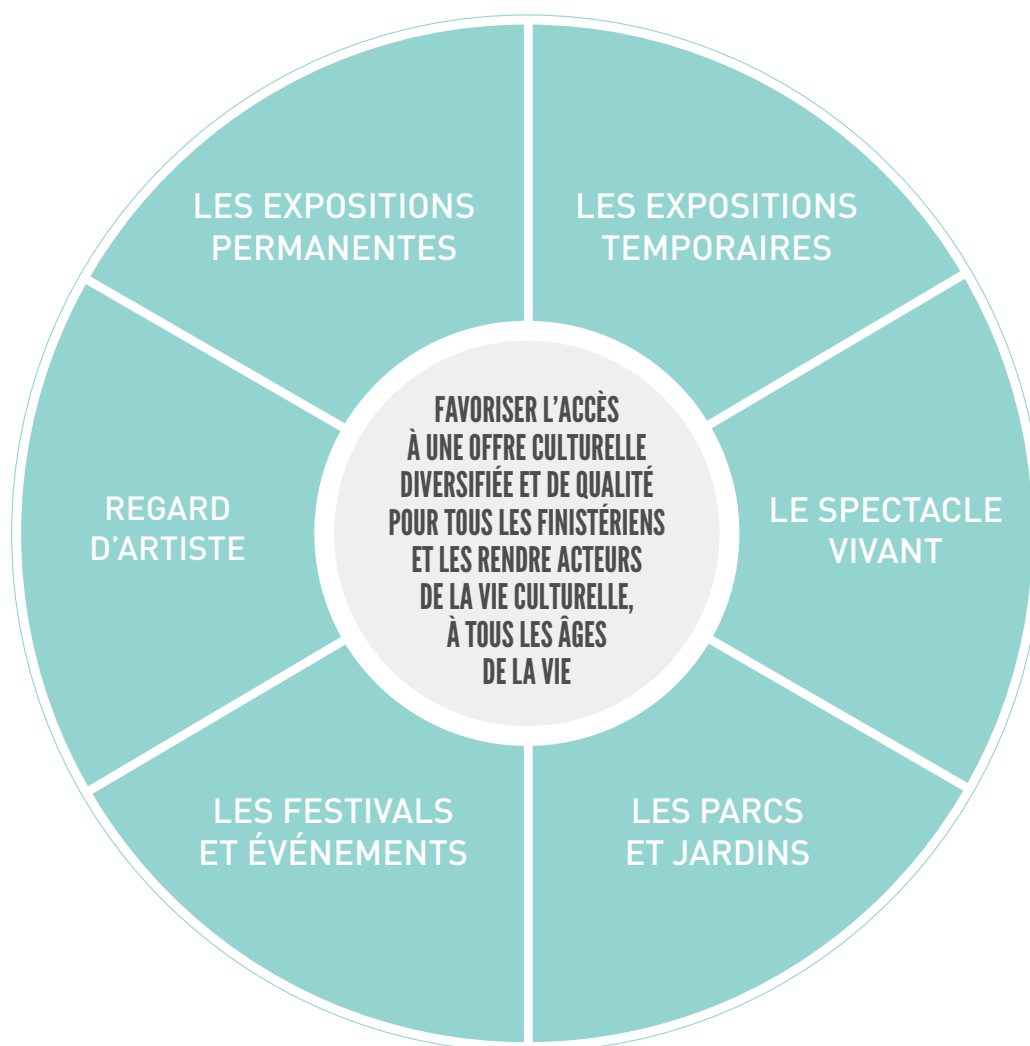 LES EXPOSITIONS
PERMANENTES
LES EXPOSITIONS
TEMPORAIRES
REGARD
D'ARTISTE
FAVORISER L'ACCÈS
À UNE OFFRE CULTURELLE
DIVERSIFIÉE ET DE QUALITÉ
POUR TOUS LES FINISTÉRIENS
ET LES RENDRE ACTEURS
DE LA VIE CULTURELLE,
À TOUS LES ÂGES
DE LA VIE
LE SPECTACLE
VIVANT
LES FESTIVALS
ET ÉVÉNEMENTS
LES PARCS
ET JARDINS